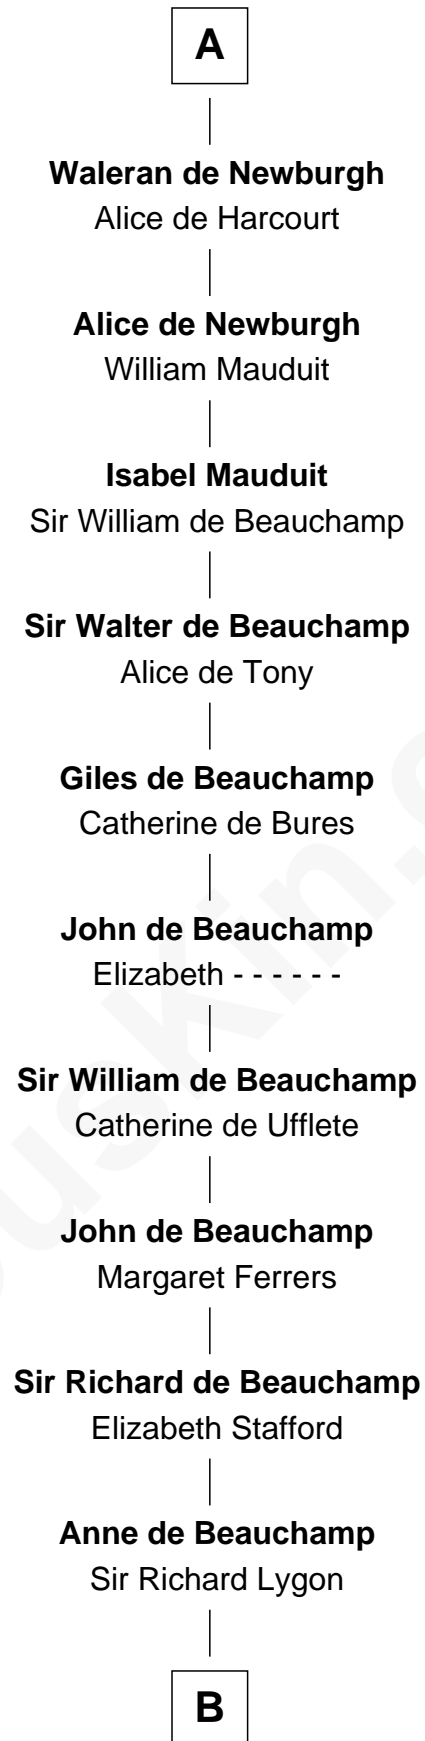 A
Waleran de Newburgh
Alice de Harcourt
Alice de Newburgh
William Mauduit
Isabel Mauduit
Sir William de Beauchamp
Sir Walter de Beauchamp
Alice de Tony
Giles de Beauchamp
Catherine de Bures
John de Beauchamp
Elizabeth - - - - - -
Sir William de Beauchamp
Catherine de Ufflete
John de Beauchamp
Margaret Ferrers
Sir Richard de Beauchamp
Elizabeth Stafford
Anne de Beauchamp
Sir Richard Lygon
B